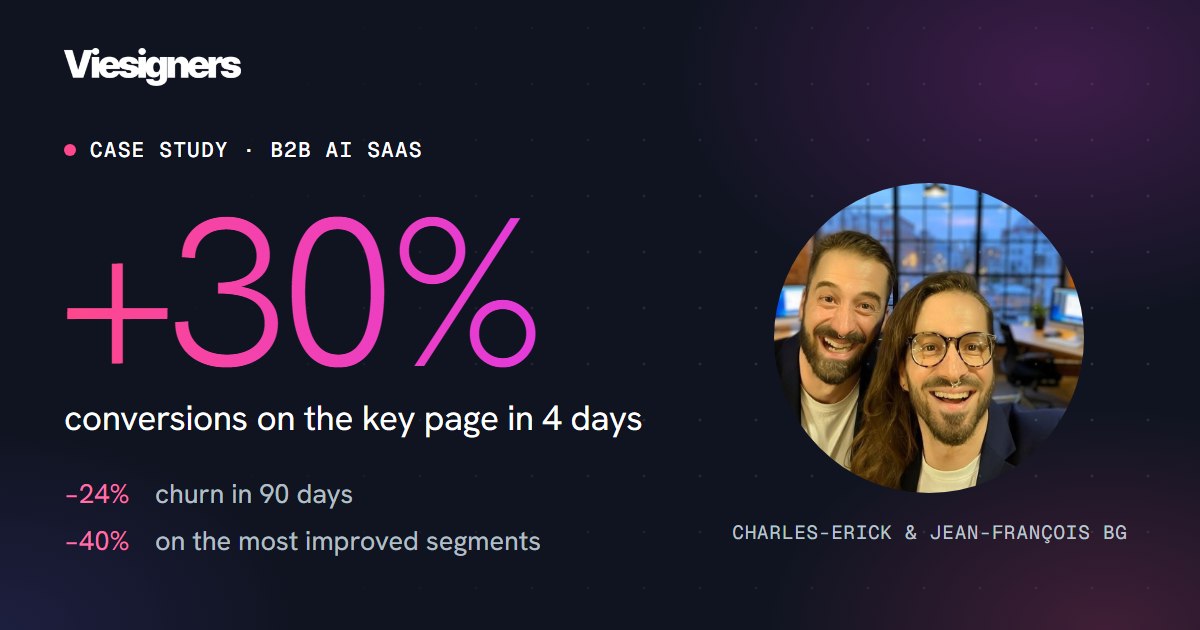 Viesigners
CASE STUDY · B2B AI SAAS
+30%
conversions on the key page in 4 days
–24% churn in 90 days
–40% on the most improved segments
CHARLES-ERICK & JEAN-FRANÇOIS BG